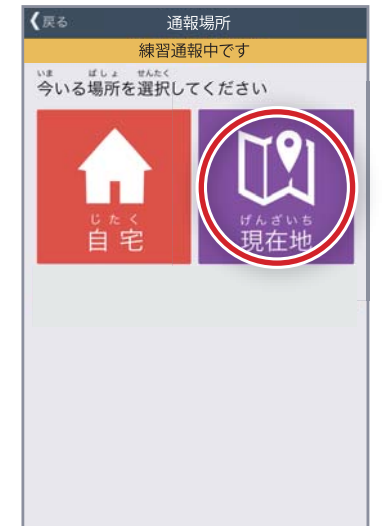 戻る
通報場所
練習通報中です
いま ばしょ せんたく
今いる場所を選択してください
じたく
自宅
げんざいち
現在地